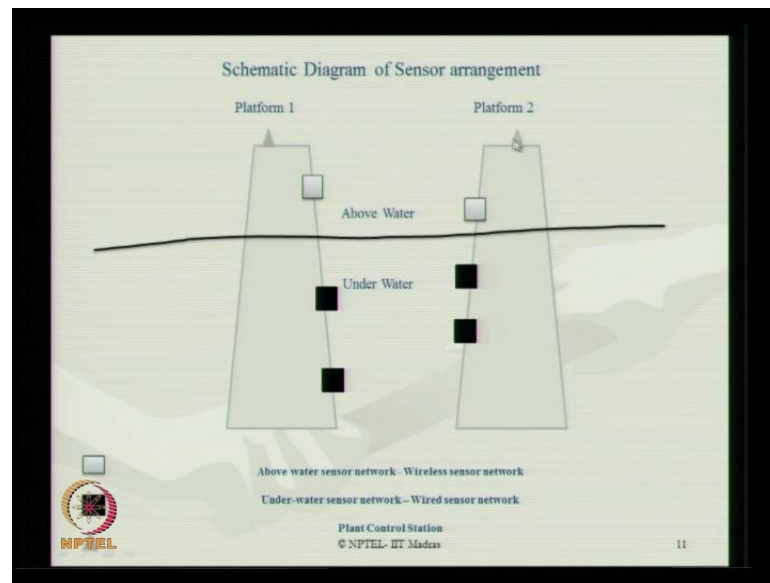 Schematic Diagram of Sensor arrangement
Platform 1
Platform 2
Above Water
Under Water
Above water sensor network - Wireless sensor network
Under-water sensor network – Wired sensor network
Plant Control Station
© NPTEL- IIT Madras
11
NPTEL